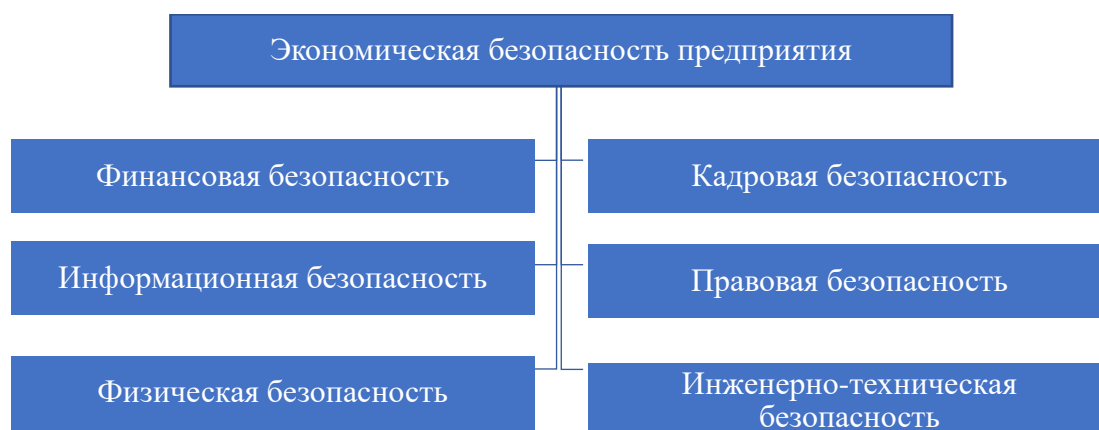 Экономическая безопасность предприятия
Финансовая безопасность
Кадровая безопасность
Информационная безопасность
Правовая безопасность
Физическая безопасность
Инженерно-техническая
безопасность